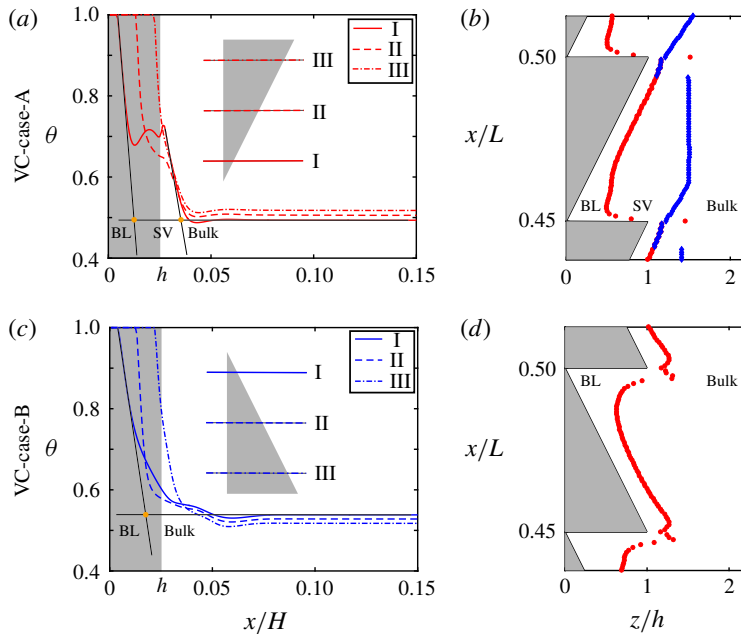 (a)
VC-case-A
θ
1.0
0.8
0.6
0.4
I
II
III
III
II
I
BL
SV
Bulk
0
h
0.05
0.10
0.15
(b)
x/L
0.50
0.45
BL
SV
Bulk
0
1
2
(c)
VC-case-B
θ
1.0
0.8
0.6
0.4
I
II
III
I
II
III
BL
Bulk
0
h
0.05
0.10
0.15
x/H
(d)
x/L
0.50
0.45
BL
Bulk
0
1
2
z/h